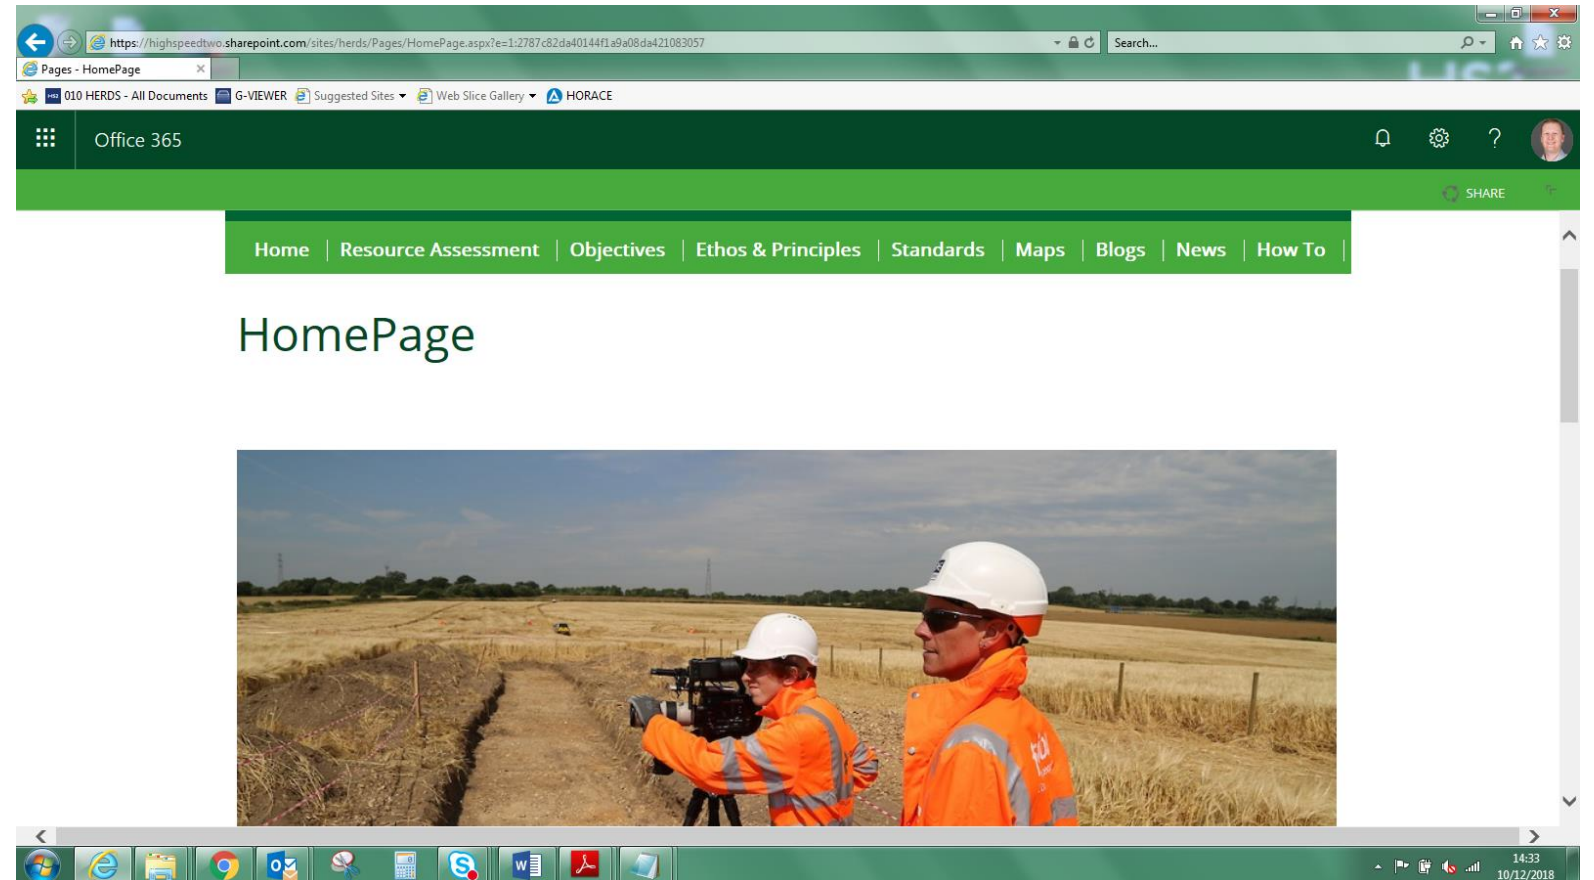 https://highspeedtwo.sharepoint.com/sites/herds/Pages/HomePage.aspx?e=1:2787c82da40144f1a9a08da421083057
Search...
Pages - HomePage
HS2
010 HERDS - All Documents G-VIEWER Suggested Sites Web Slice Gallery HORACE
Office 365
SHARE
Home | Resource Assessment | Objectives | Ethos & Principles | Standards | Maps | Blogs | News | How To |
HomePage
14:33
10/12/2018